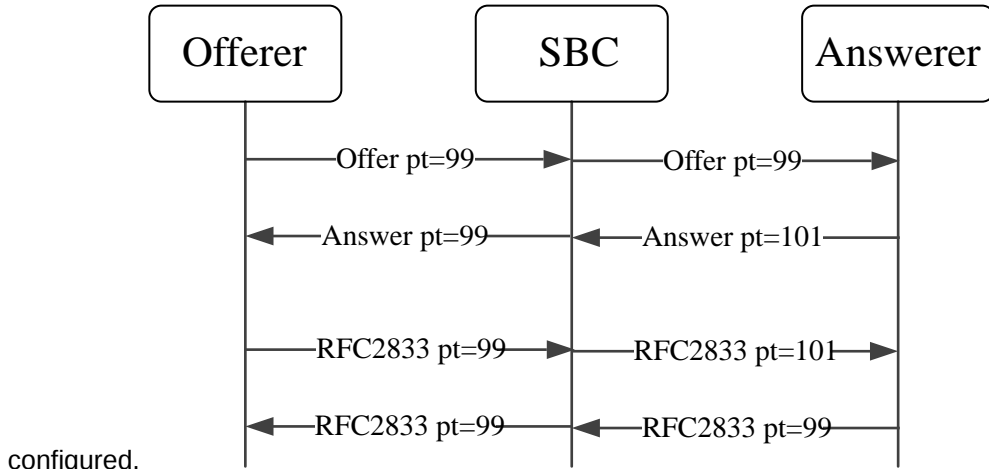 Offerer SBC Answerer
Offer pt=99 Offer pt=99
Answer pt=99 Answer pt=101
RFC2833 pt=99 RFC2833 pt=101
RFC2833 pt=99 RFC2833 pt=99
configured.